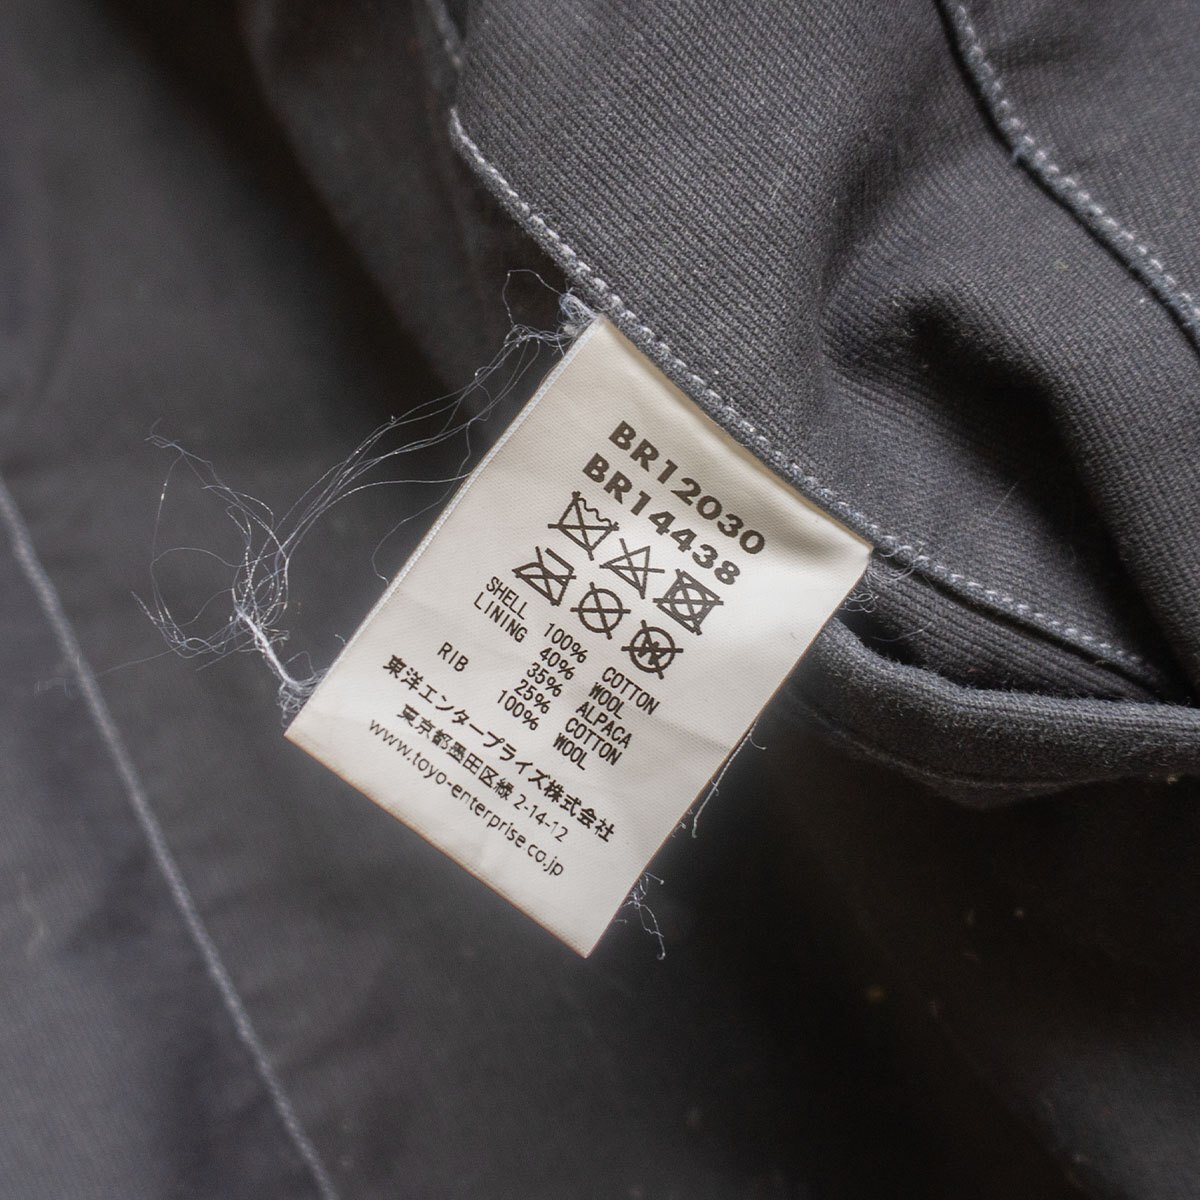 BR12030
BR14438
SHELL 100% COTTON
LINING 40% WOOL
35% ALPACA
25% COTTON
RIB 100% WOOL
東洋エンタープライズ株式会社
東京都墨田区緑 2-14-12
www.toyo-enterprise.co.jp